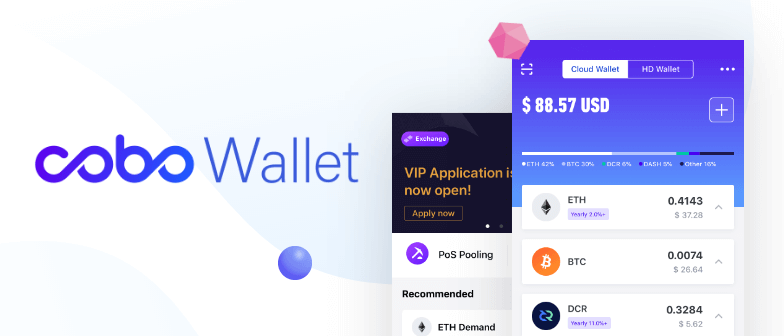 cobo Wallet
Exchange
VIP Application is
now open!
Apply now
PoS Pooling
Recommended
ETH Demand
Cloud Wallet
HD Wallet
$ 88.57 USD
ETH 42%
BTC 30%
DCR 6%
DASH 5%
Other 16%
ETH
Yearly 2.0%+
0.4143
$ 37.28
BTC
0.0074
$ 26.64
DCR
Yearly 11.0%+
0.3284
$ 5.62